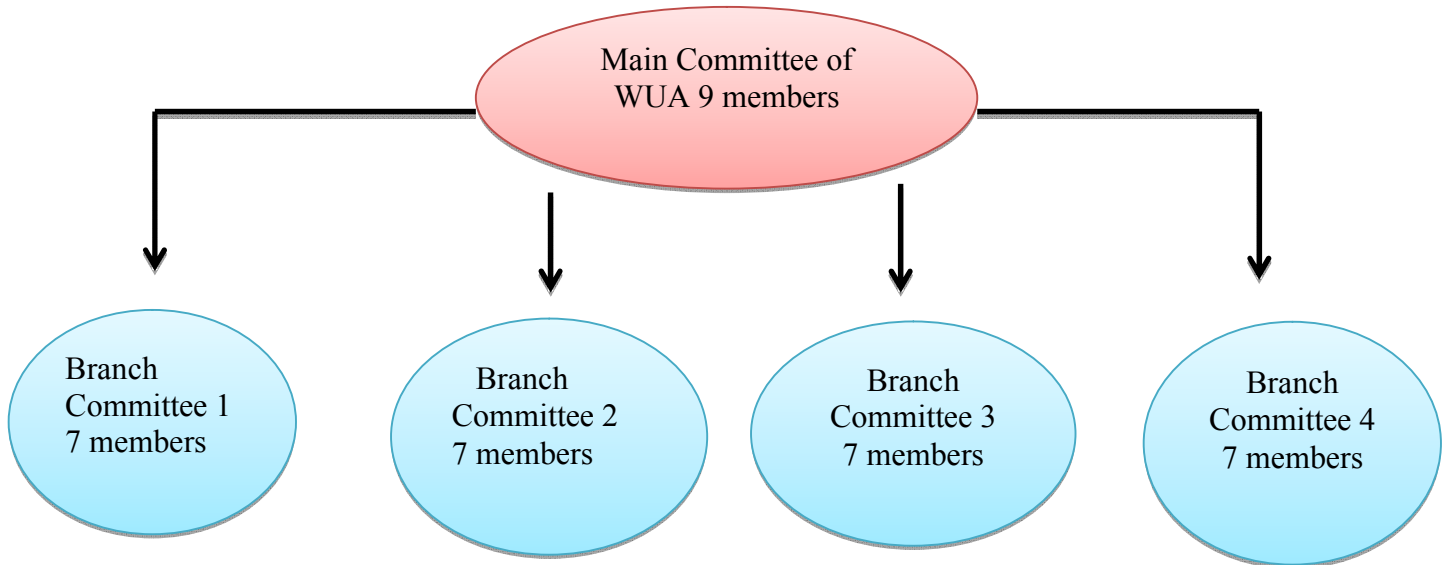 Main Committee of
WUA 9 members
Branch
Committee 1
7 members
Branch
Committee 2
7 members
Branch
Committee 3
7 members
Branch
Committee 4
7 members